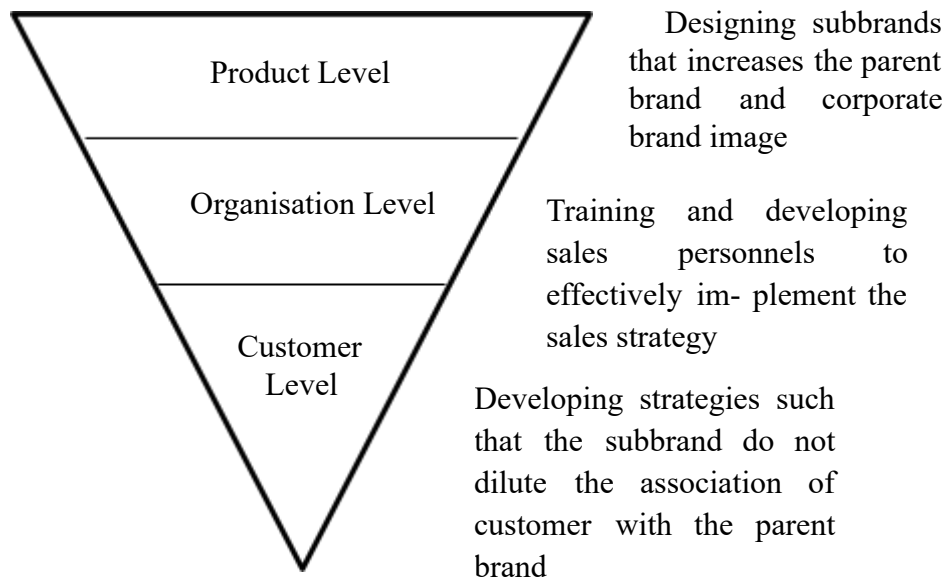 Product Level
Designing subbrands
that increases the parent
brand and corporate
brand image
Organisation Level
Training and developing
sales personnels to
effectively im- plement the
sales strategy
Customer
Level
Developing strategies such
that the subbrand do not
dilute the association of
customer with the parent
brand